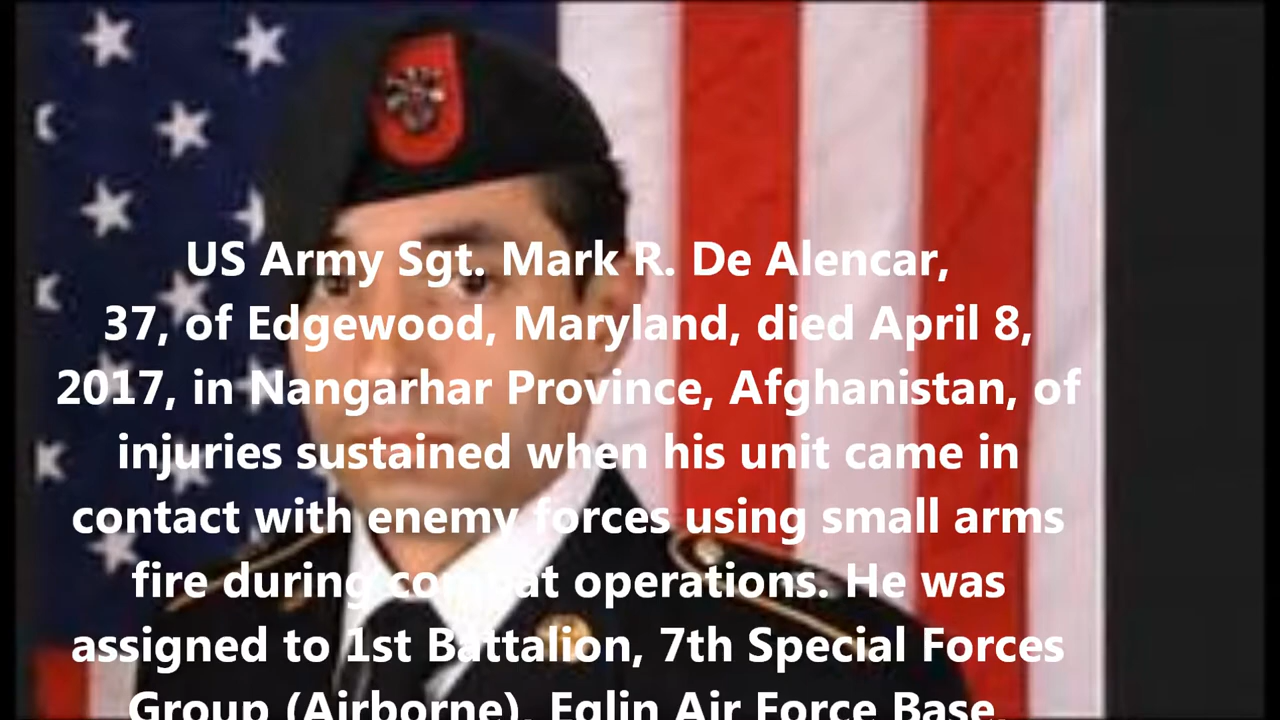 US Army Sgt. Mark R. De Alencar,
37, of Edgewood, Maryland, died April 8,
2017, in Nangarhar Province, Afghanistan, of
injuries sustained when his unit came in
contact with enemy forces using small arms
fire during combat operations. He was
assigned to 1st Battalion, 7th Special Forces
Group (Airborne), Eglin Air Force Base,